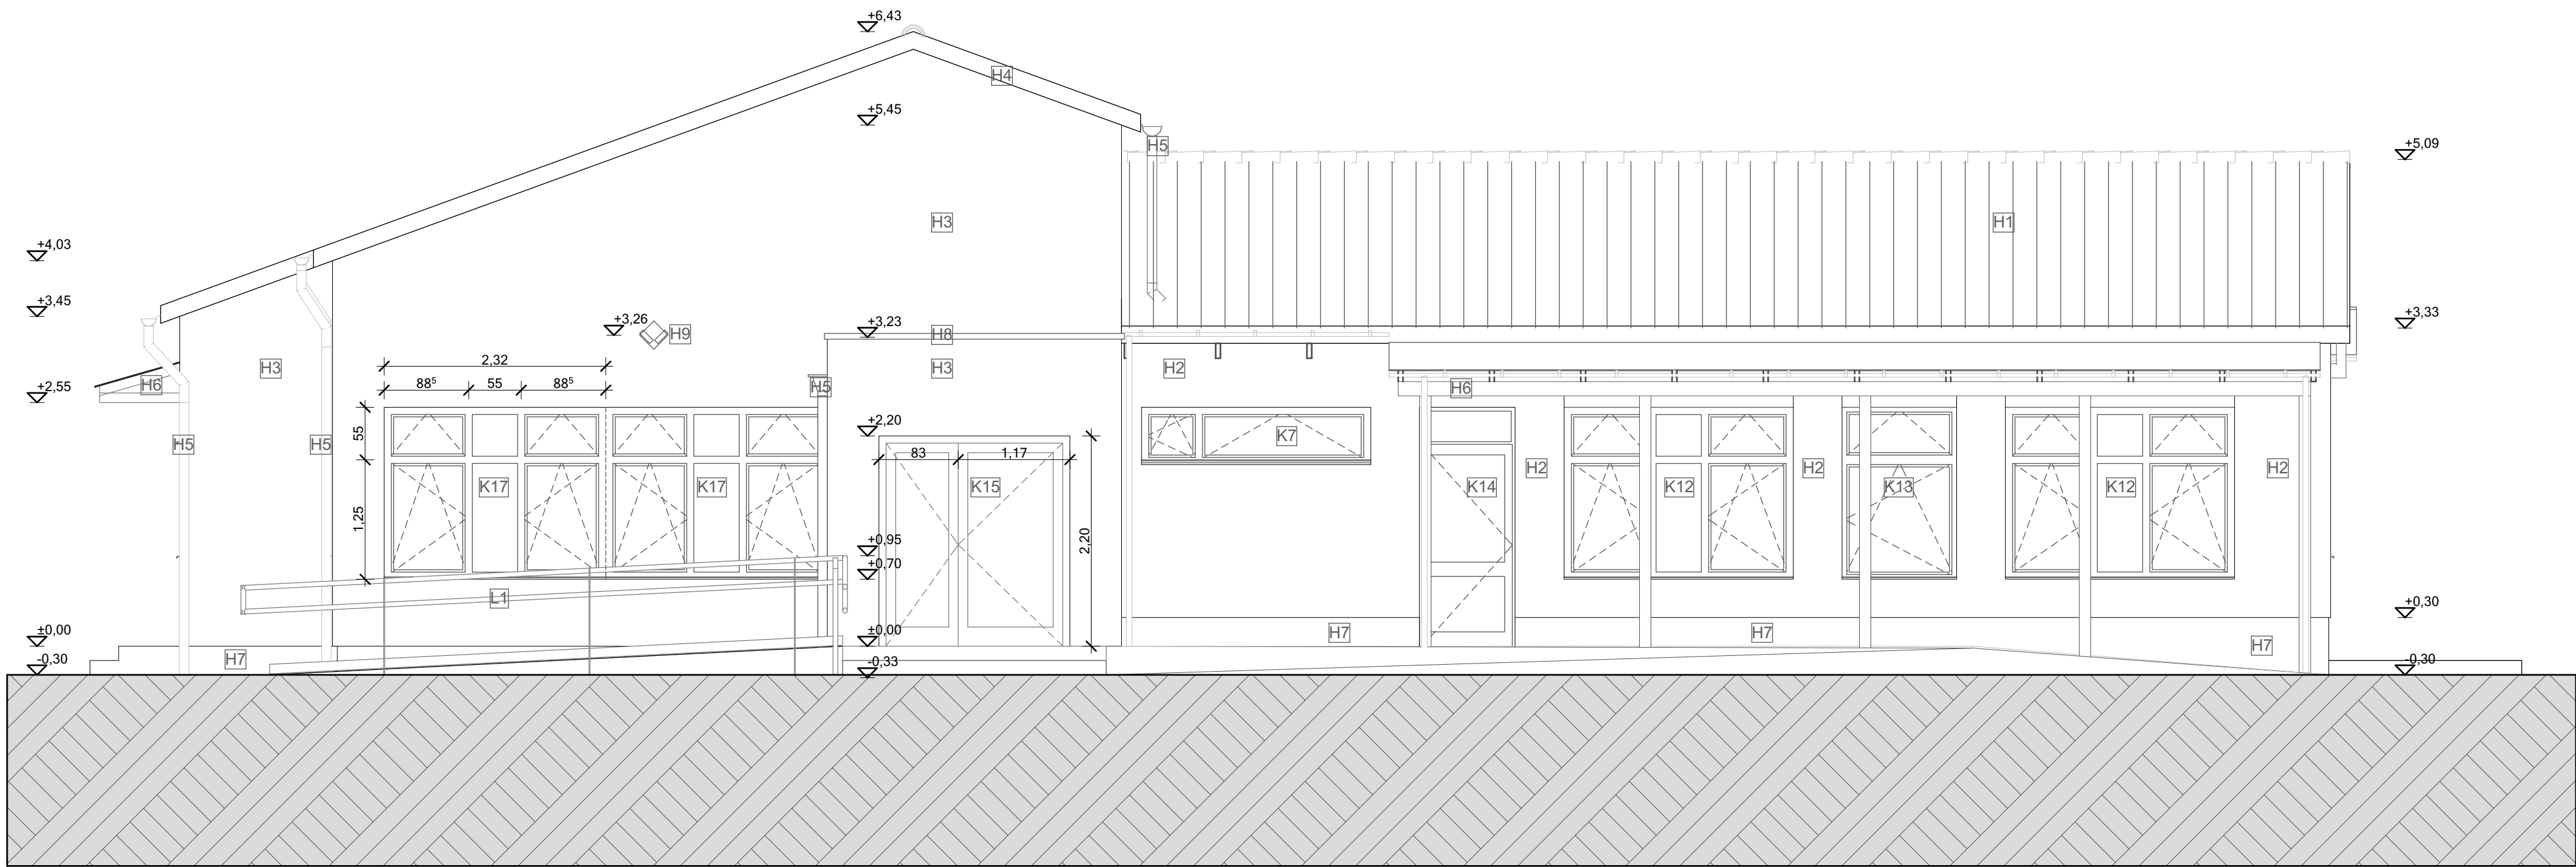 +6,43
H4
+5,45
H5
+5,09
H3
H1
+4,03
+3,45
+3,26
H9
+3,23
H8
+3,33
2,32
H3
H3
H2
+2,55
H6
88⁵
55
88⁵
H5
H6
55
+2,20
H5
H5
K7
83
1,17
H2
H2
H2
K17
K17
K15
K14
K12
K13
K12
1,25
2,20
+0,95
+0,70
L1
+0,30
±0,00
±0,00
H7
H7
H7
-0,30
H7
-0,33
-0,30